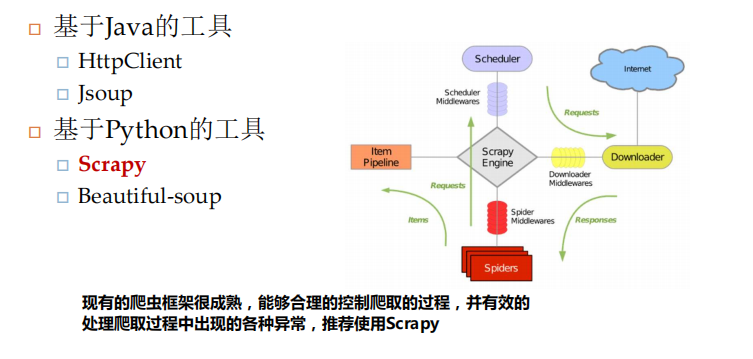 基于Java的工具
HttpClient
Jsoup
基于Python的工具
Scrapy
Beautiful-soup
Scheduler
Internet
Scheduler
Middlewares
Requests
Item
Pipeline
Scrapy
Engine
Downloader
Downloader
Middlewares
Requests
Items
Spider
Middlewares
Responses
Spiders
现有的爬虫框架很成熟，能够合理的控制爬取的过程，并有效的
处理爬取过程中出现的各种异常，推荐使用Scrapy